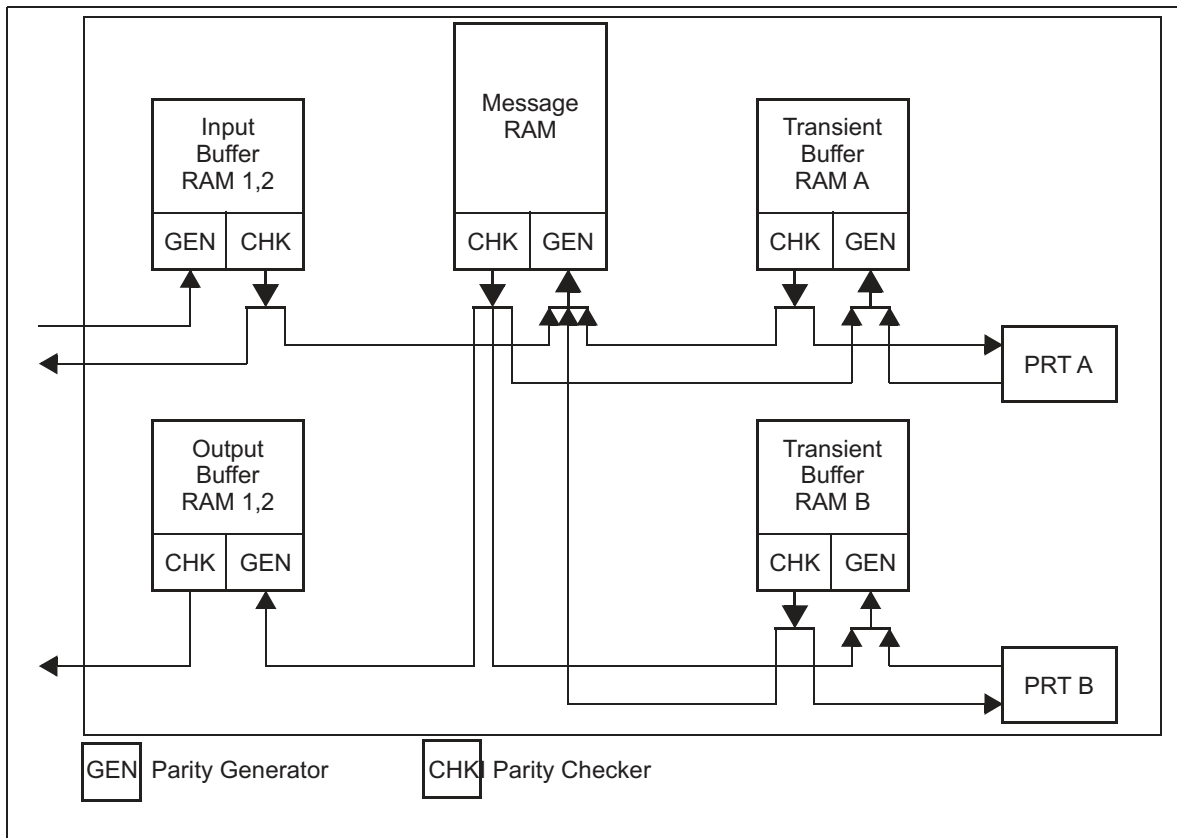 Message
RAM
Input
Buffer
RAM 1,2
Transient
Buffer
RAM A
GEN
CHK
CHK
GEN
CHK
GEN
PRT A
Output
Buffer
RAM 1,2
Transient
Buffer
RAM B
CHK
GEN
CHK
GEN
PRT B
GEN Parity Generator
CHK Parity Checker